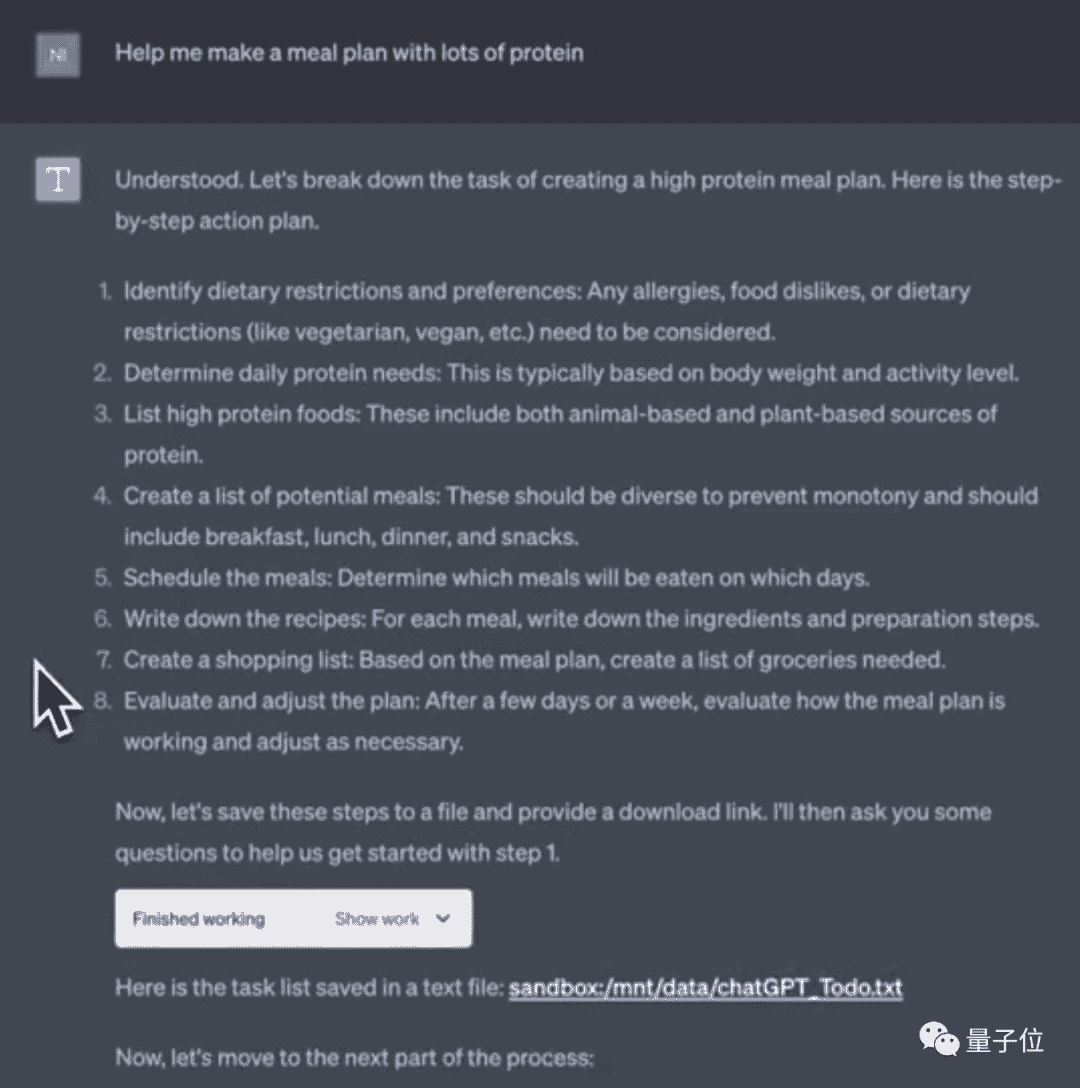 NI
Help me make a meal plan with lots of protein
T
Understood. Let's break down the task of creating a high protein meal plan. Here is the step-
by-step action plan.
1. Identify dietary restrictions and preferences: Any allergies, food dislikes, or dietary
restrictions (like vegetarian, vegan, etc.) need to be considered.
2. Determine daily protein needs: This is typically based on body weight and activity level.
3. List high protein foods: These include both animal-based and plant-based sources of
protein.
4. Create a list of potential meals: These should be diverse to prevent monotony and should
include breakfast, lunch, dinner, and snacks.
5. Schedule the meals: Determine which meals will be eaten on which days.
6. Write down the recipes: For each meal, write down the ingredients and preparation steps.
7. Create a shopping list: Based on the meal plan, create a list of groceries needed.
8. Evaluate and adjust the plan: After a few days or a week, evaluate how the meal plan is
working and adjust as necessary.
Now, let's save these steps to a file and provide a download link. I'll then ask you some
questions to help us get started with step 1.
Finished working Show work
Here is the task list saved in a text file: sandbox:/mnt/data/chatGPT_Todo.txt
Now, let's move to the next part of the process:
量子位